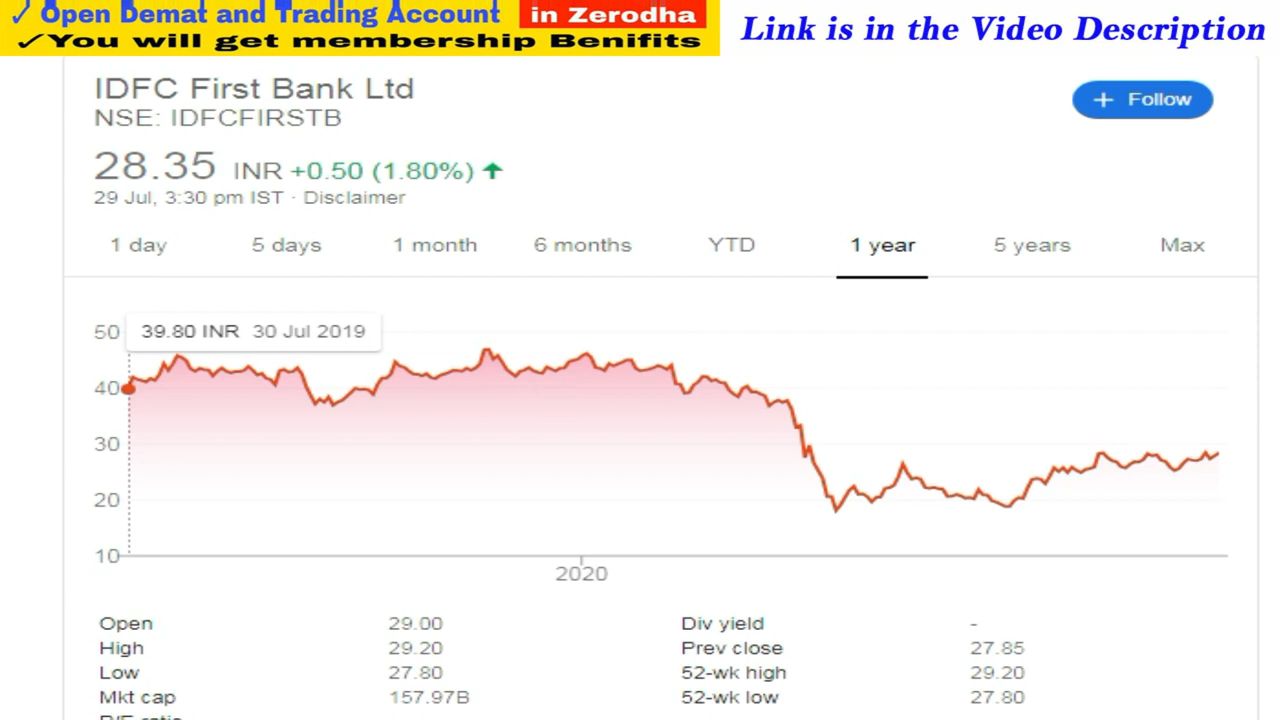 ✓ Open Demat and Trading Account in Zerodha
✓You will get membership Benifits
Link is in the Video Description
IDFC First Bank Ltd
NSE: IDFCFIRSTB
+ Follow
28.35 INR +0.50 (1.80%) ↑
29 Jul, 3:30 pm IST · Disclaimer
1 day 5 days 1 month 6 months YTD 1 year 5 years Max
39.80 INR 30 Jul 2019
50
40
30
20
10
2020
Open 29.00 Div yield -
High 29.20 Prev close 27.85
Low 27.80 52-wk high 29.20
Mkt cap 157.97B 52-wk low 27.80